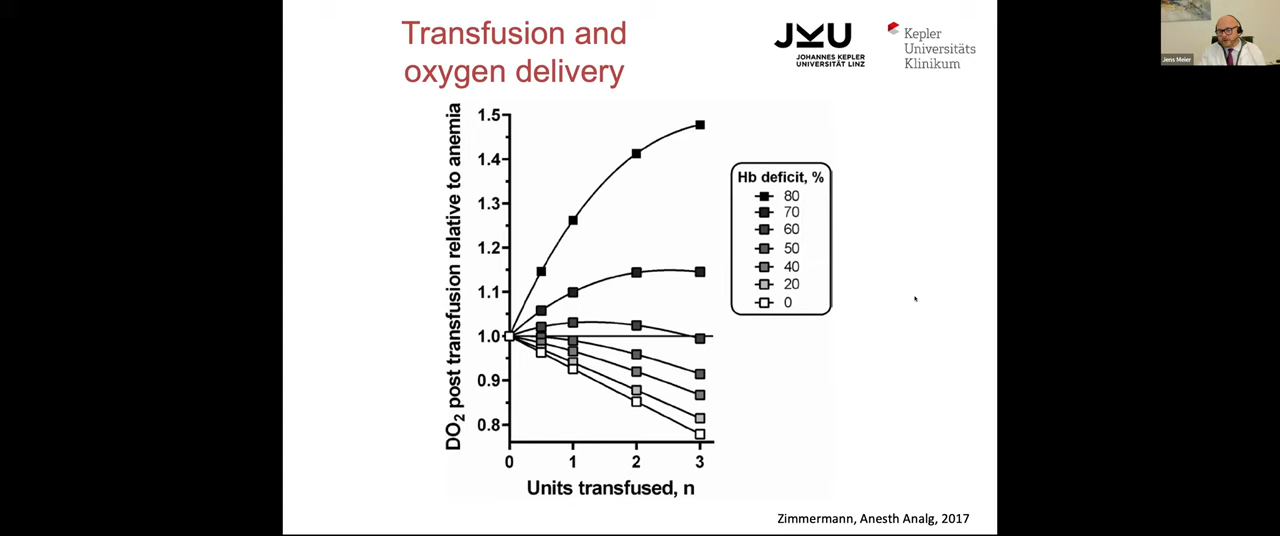 Transfusion and
oxygen delivery
JKU
JOHANNES KEPLER
UNIVERSITÄT LINZ
Kepler
Universitäts
Klinikum
Jens Meier
DO2 post transfusion relative to anemia
1.5
1.4
1.3
1.2
1.1
1.0
0.9
0.8
0 1 2 3
Units transfused, n
Hb deficit, %
80
70
60
50
40
20
0
Zimmermann, Anesth Analg, 2017